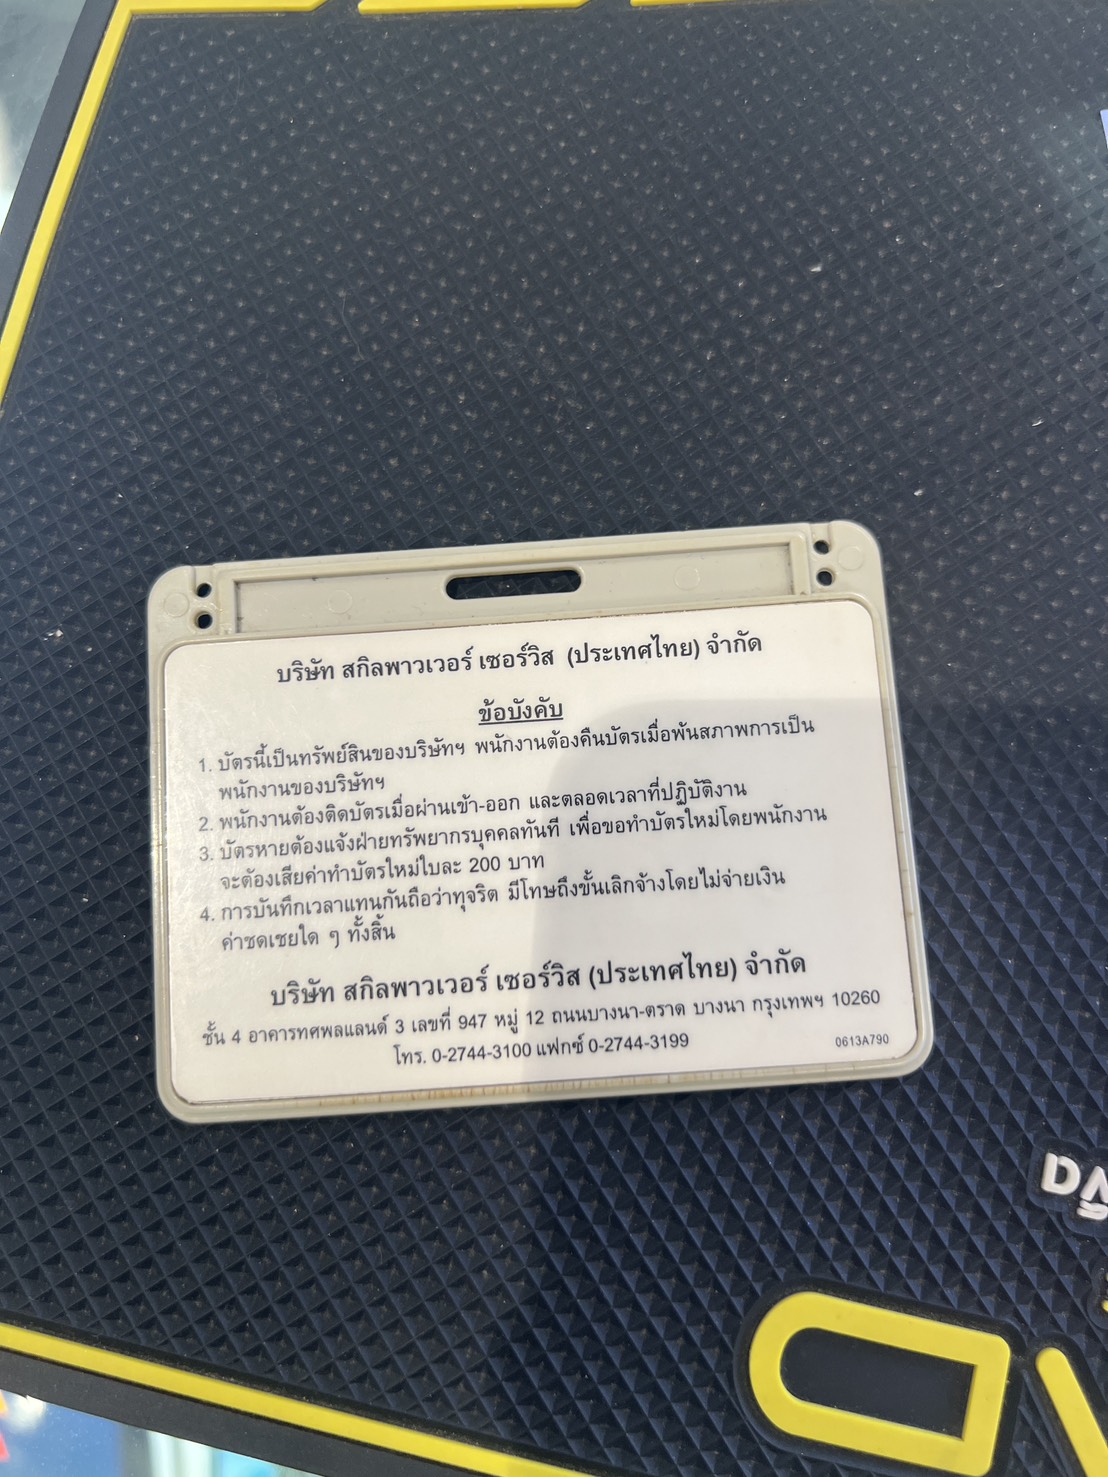 บริษัท สกิลพาวเวอร์ เซอร์วิส (ประเทศไทย) จำกัด
ข้อบังคับ
1. บัตรนี้เป็นทรัพย์สินของบริษัทฯ พนักงานต้องคืนบัตรเมื่อพ้นสภาพการเป็น
พนักงานของบริษัทฯ
2. พนักงานต้องติดบัตรเมื่อผ่านเข้า-ออก และตลอดเวลาที่ปฏิบัติงาน
3. บัตรหายต้องแจ้งฝ่ายทรัพยากรบุคคลทันที เพื่อขอทำบัตรใหม่โดยพนักงาน
จะต้องเสียค่าทำบัตรใหม่ใบละ 200 บาท
4. การบันทึกเวลาแทนกันถือว่าทุจริต มีโทษถึงขั้นเลิกจ้างโดยไม่จ่ายเงิน
ค่าชดเชยใด ๆ ทั้งสิ้น
บริษัท สกิลพาวเวอร์ เซอร์วิส (ประเทศไทย) จำกัด
ชั้น 4 อาคารทศพลแลนด์ 3 เลขที่ 947 หมู่ 12 ถนนบางนา-ตราด บางนา กรุงเทพฯ 10260
โทร. 0-2744-3100 แฟกซ์ 0-2744-3199
0613A790